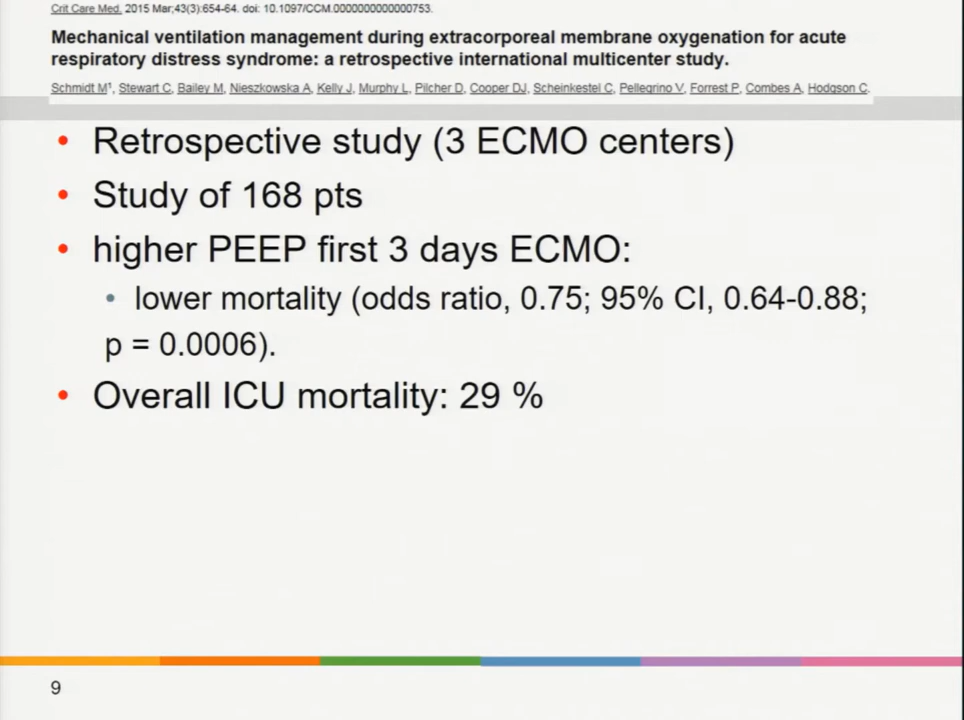 Crit Care Med. 2015 Mar;43(3):654-64. doi: 10.1097/CCM.0000000000000753.
Mechanical ventilation management during extracorporeal membrane oxygenation for acute
respiratory distress syndrome: a retrospective international multicenter study.
Schmidt M¹, Stewart C, Bailey M, Nieszkowska A, Kelly J, Murphy L, Pilcher D, Cooper DJ, Scheinkestel C, Pellegrino V, Forrest P, Combes A, Hodgson C.
• Retrospective study (3 ECMO centers)
• Study of 168 pts
• higher PEEP first 3 days ECMO:
• lower mortality (odds ratio, 0.75; 95% CI, 0.64-0.88;
p = 0.0006).
• Overall ICU mortality: 29 %
9